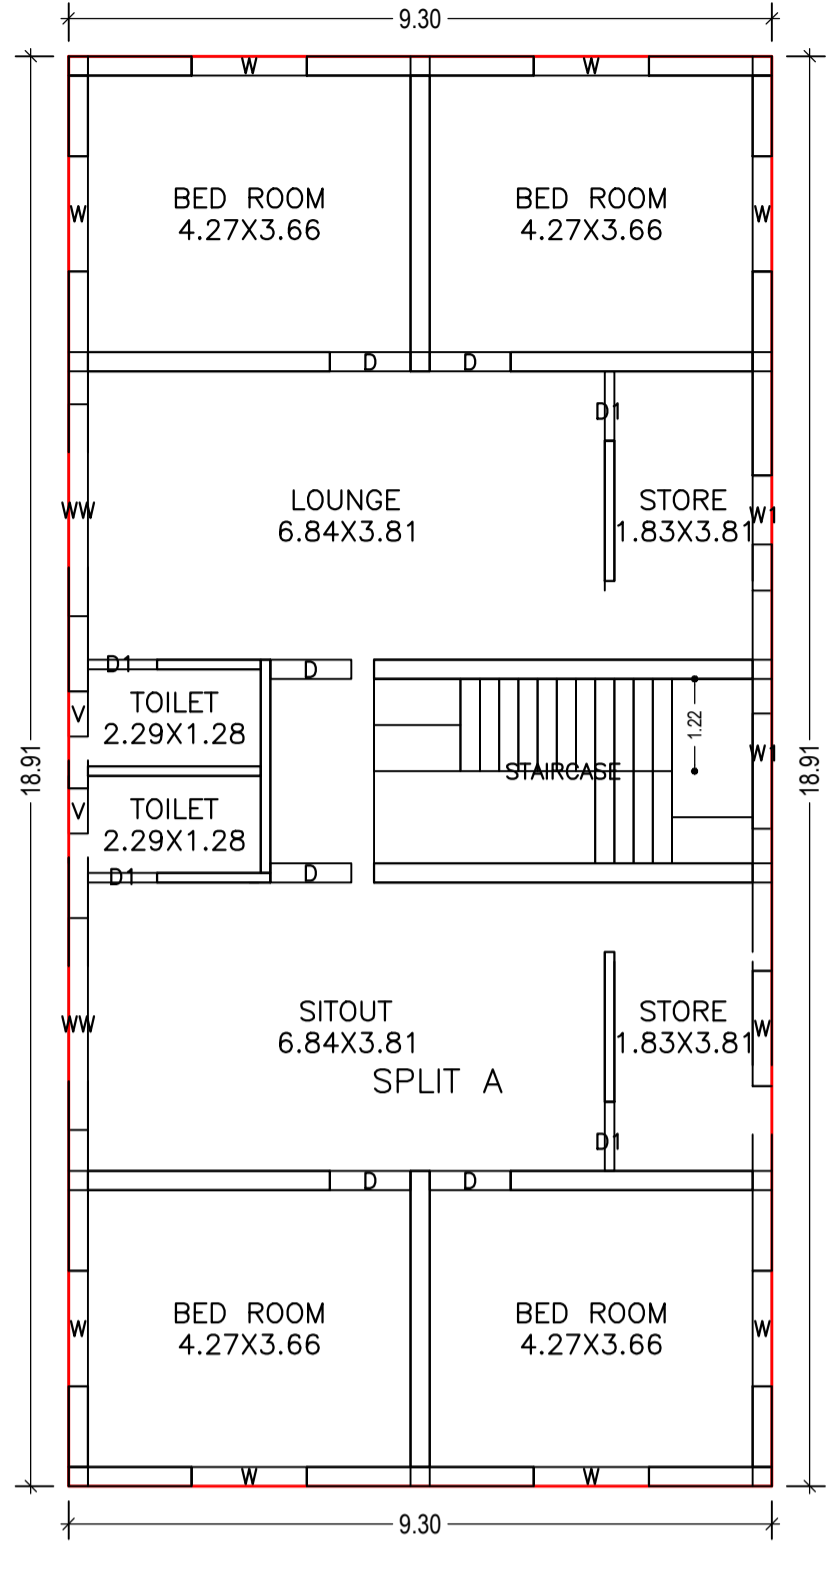 9.30
W
W
BED ROOM
4.27X3.66
BED ROOM
4.27X3.66
W
W
D
D
D1
LOUNGE
6.84X3.81
STORE
1.83X3.81
WW
W1
D1
D
TOILET
2.29X1.28
V
1.22
18.91
STAIRCASE
W1
18.91
TOILET
2.29X1.28
V
D1
D
SITOUT
6.84X3.81
STORE
1.83X3.81
WW
W
SPLIT A
D1
D
D
BED ROOM
4.27X3.66
BED ROOM
4.27X3.66
W
W
W
W
9.30